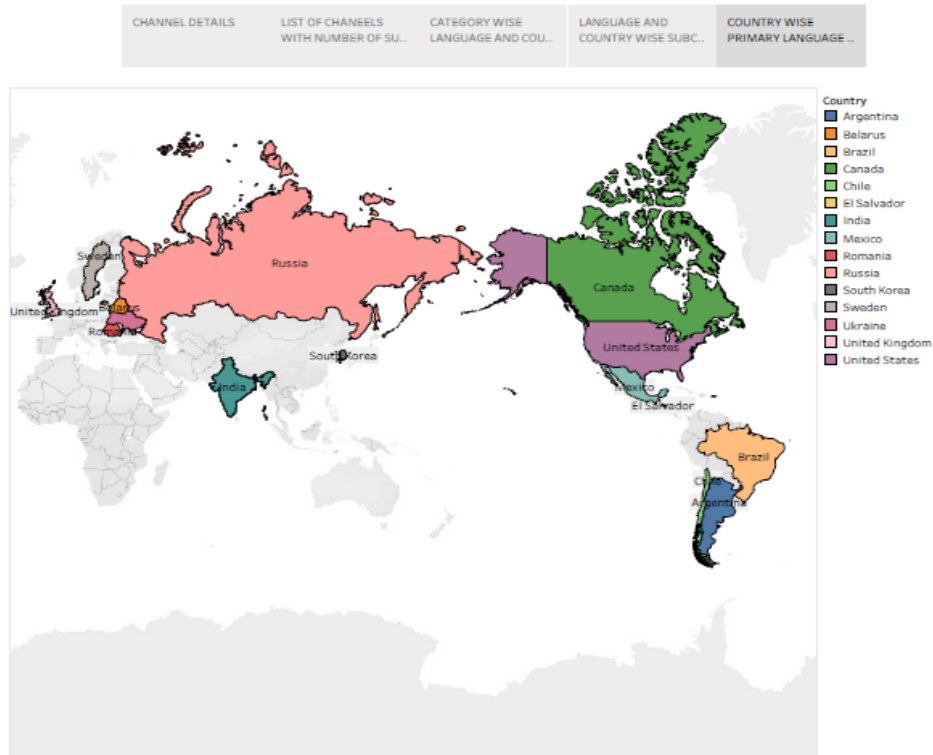 CHANNEL DETAILS
LIST OF CHANEELS
WITH NUMBER OF SU..
CATEGORY WISE
LANGUAGE AND COU..
LANGUAGE AND
COUNTRY WISE SUBC..
COUNTRY WISE
PRIMARY LANGUAGE ..
Country
Argentina
Belarus
Brazil
Canada
Chile
El Salvador
India
Mexico
Romania
Russia
South Korea
Sweden
Ukraine
United Kingdom
United States
Sweden
Russia
Canada
United Kingdom
Belarus
Romania
South Korea
United States
India
Mexico
El Salvador
Brazil
Chile
Argentina